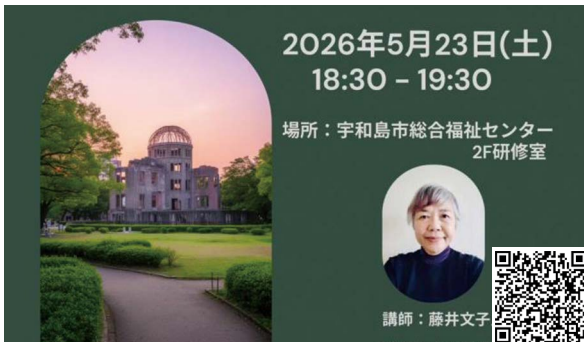 2026年5月23日(土)
18:30 – 19:30
場所：宇和島市総合福祉センター
2F研修室
講師：藤井文子